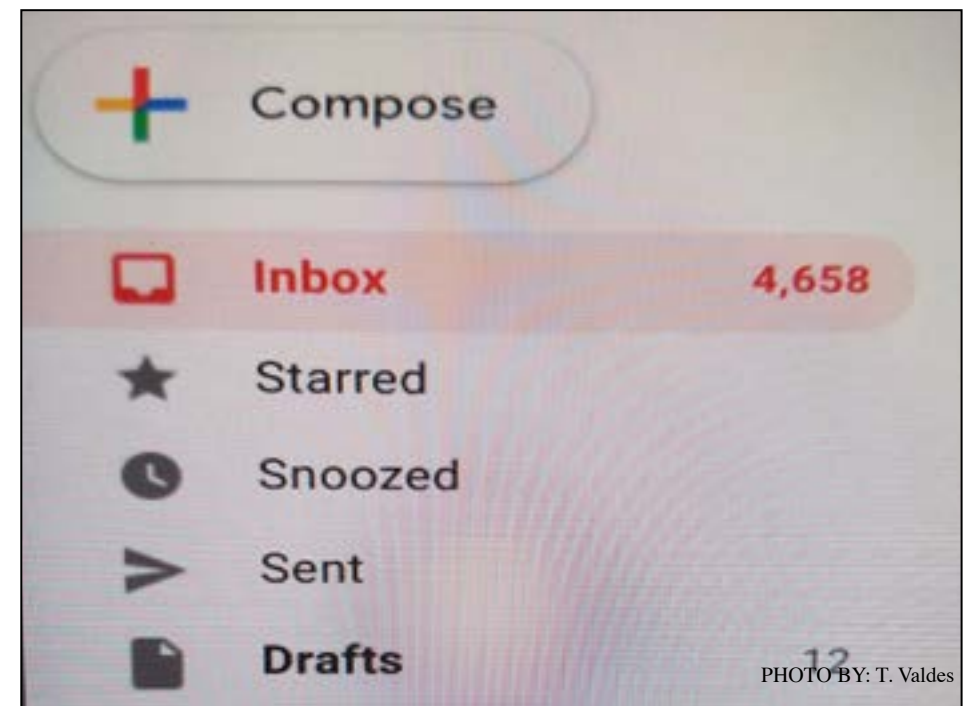 Compose
Inbox 4,658
Starred
Snoozed
Sent
Drafts 12
PHOTO BY: T. Valdes